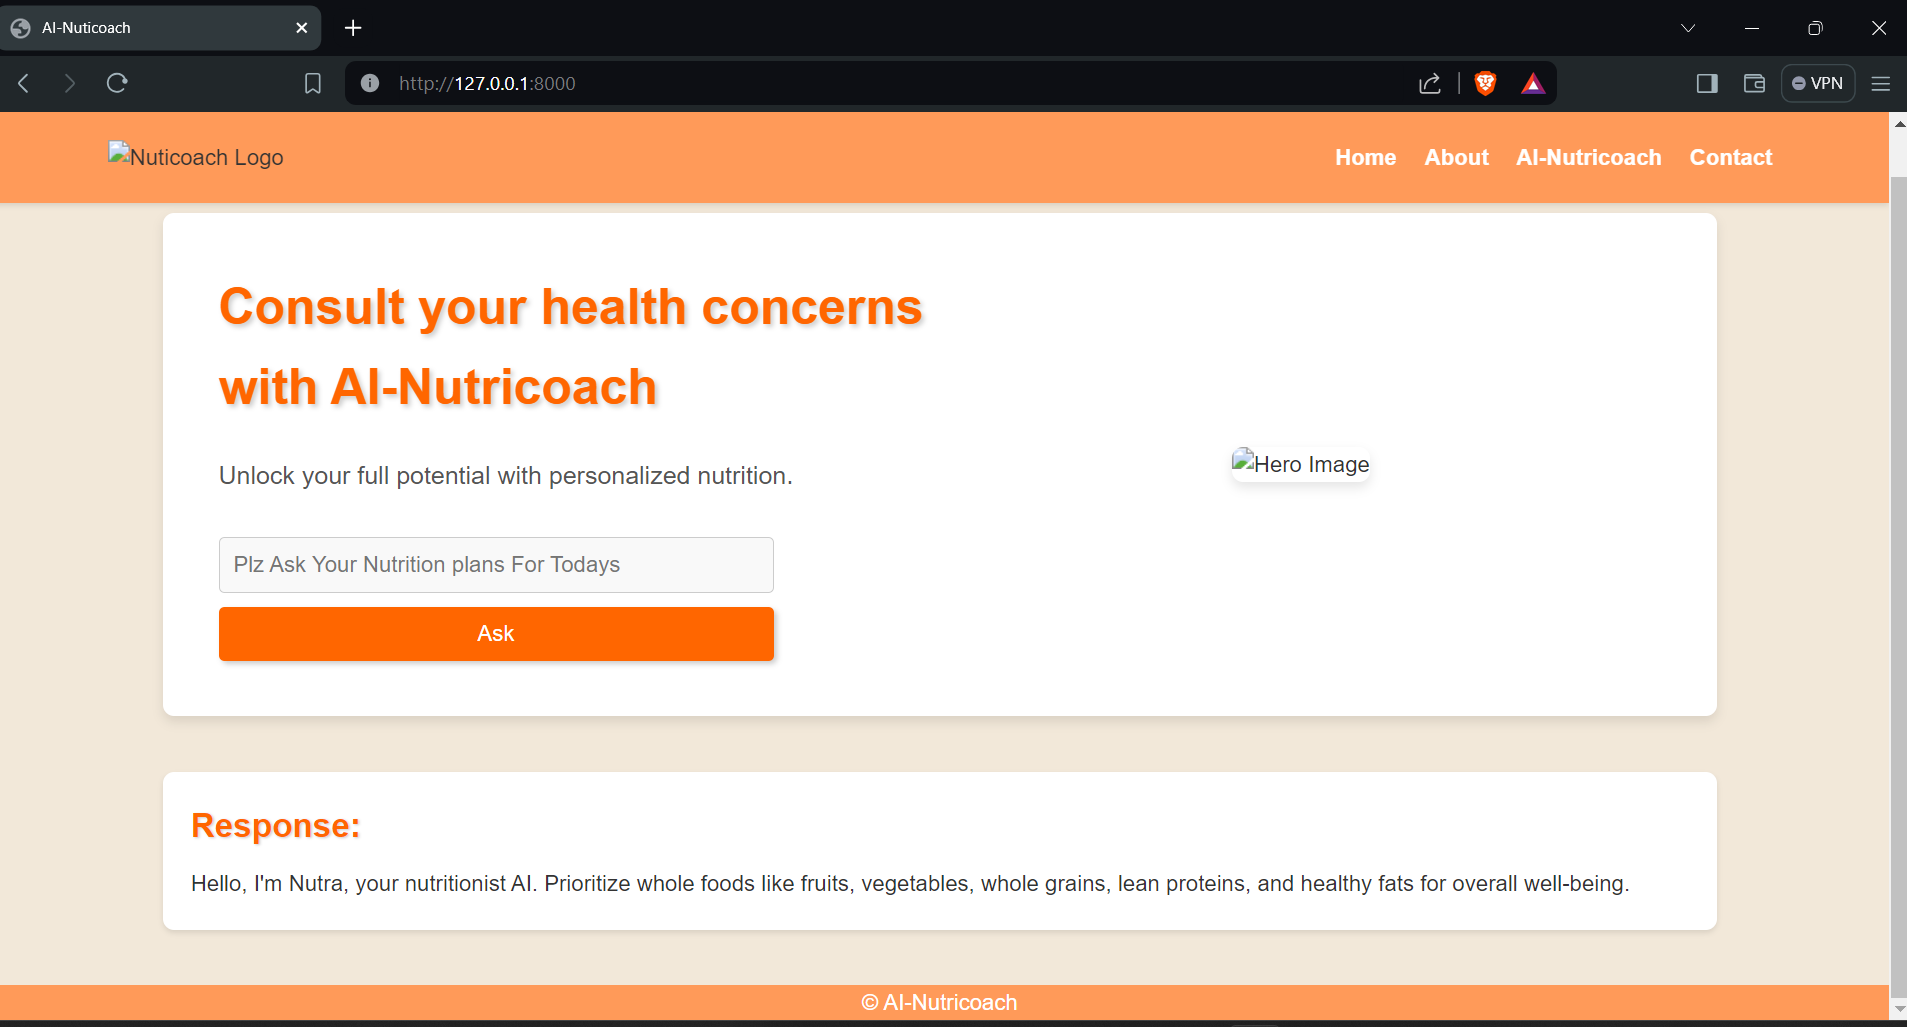 AI-Nuticoach
http://127.0.0.1:8000
VPN
Nuticoach Logo
Home About AI-Nutricoach Contact
Consult your health concerns
with AI-Nutricoach
Unlock your full potential with personalized nutrition.
Hero Image
Plz Ask Your Nutrition plans For Todays
Ask
Response:
Hello, I'm Nutra, your nutritionist AI. Prioritize whole foods like fruits, vegetables, whole grains, lean proteins, and healthy fats for overall well-being.
© AI-Nutricoach